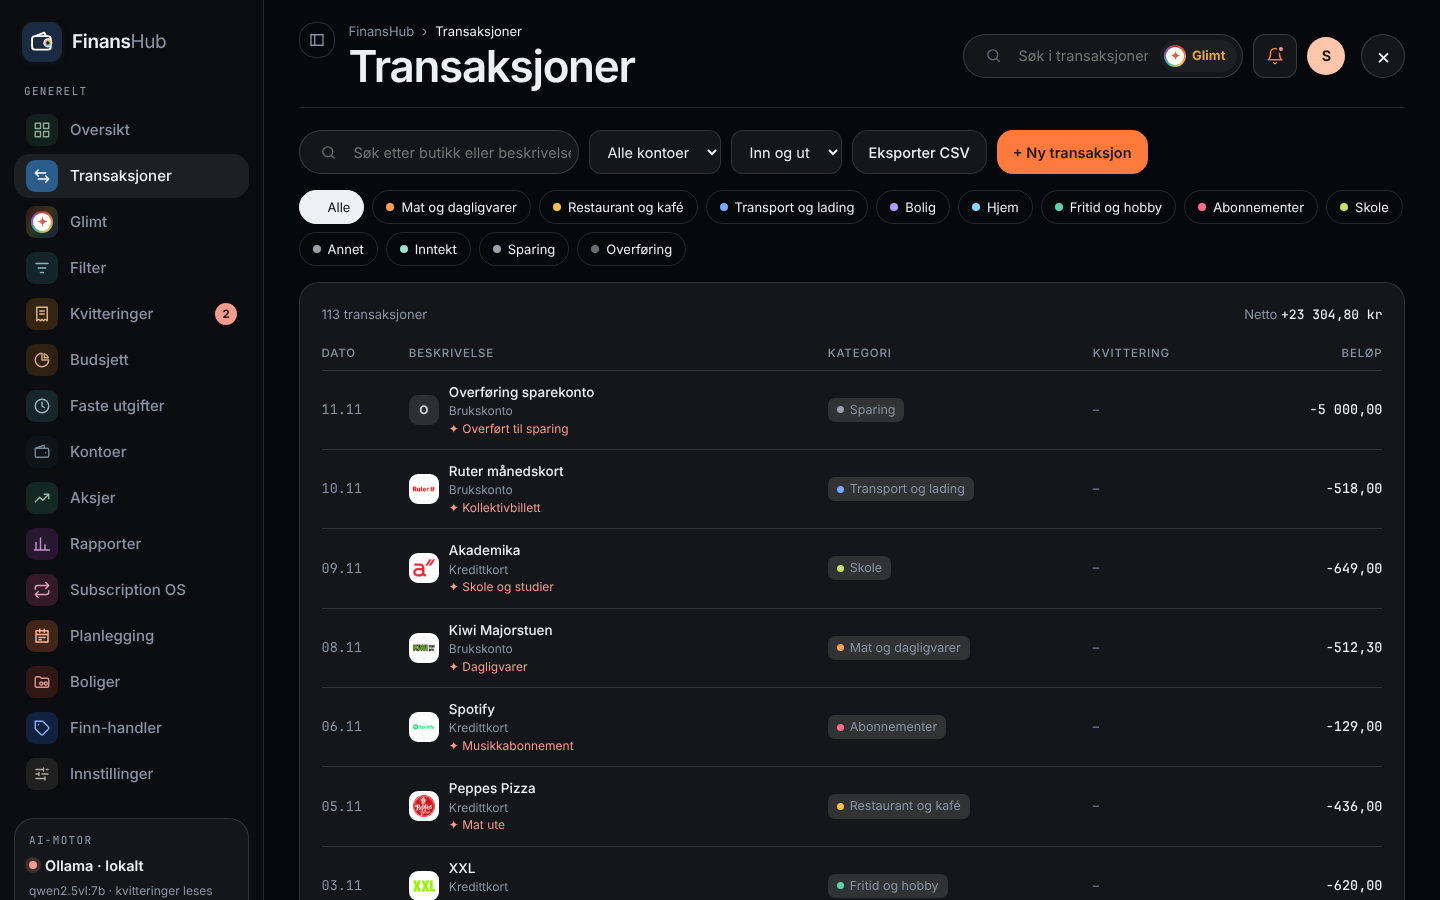 FinansHub
GENERELT
Oversikt
Transaksjoner
Glimt
Filter
Kvitteringer 2
Budsjett
Faste utgifter
Kontoer
Aksjer
Rapporter
Subscription OS
Planlegging
Boliger
Finn-handler
Innstillinger
AI-MOTOR
Ollama · lokalt
qwen2.5vl:7b · kvitteringer leses
FinansHub › Transaksjoner
Transaksjoner
Søk i transaksjoner Glimt
S
Søk etter butikk eller beskrivelse Alle kontoer Inn og ut Eksporter CSV + Ny transaksjon
Alle Mat og dagligvarer Restaurant og kafé Transport og lading Bolig Hjem Fritid og hobby Abonnementer Skole
Annet Inntekt Sparing Overføring
113 transaksjoner Netto +23 304,80 kr
DATO BESKRIVELSE KATEGORI KVITTERING BELØP
11.11 O Overføring sparekonto Sparing – -5 000,00
Brukskonto
✦ Overført til sparing
10.11 Ruter Ruter månedskort Transport og lading – -518,00
Brukskonto
✦ Kollektivbillett
09.11 a Akademika Skole – -649,00
Kredittkort
✦ Skole og studier
08.11 KIWI Kiwi Majorstuen Mat og dagligvarer – -512,30
Brukskonto
✦ Dagligvarer
06.11 Spotify Spotify Abonnementer – -129,00
Kredittkort
✦ Musikkabonnement
05.11 Peppes Peppes Pizza Restaurant og kafé – -436,00
Kredittkort
✦ Mat ute
03.11 XXL XXL Fritid og hobby – -620,00
Kredittkort